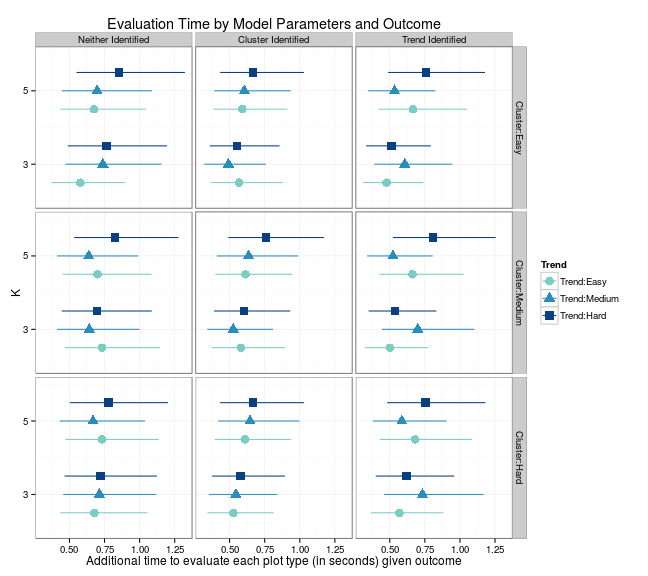 Evaluation Time by Model Parameters and Outcome
Neither Identified
Cluster Identified
Trend Identified
5
3
Cluster:Easy
5
3
Cluster:Medium
5
3
Cluster:Hard
K
0.50 0.75 1.00 1.25
0.50 0.75 1.00 1.25
0.50 0.75 1.00 1.25
Additional time to evaluate each plot type (in seconds) given outcome
Trend
Trend:Easy
Trend:Medium
Trend:Hard